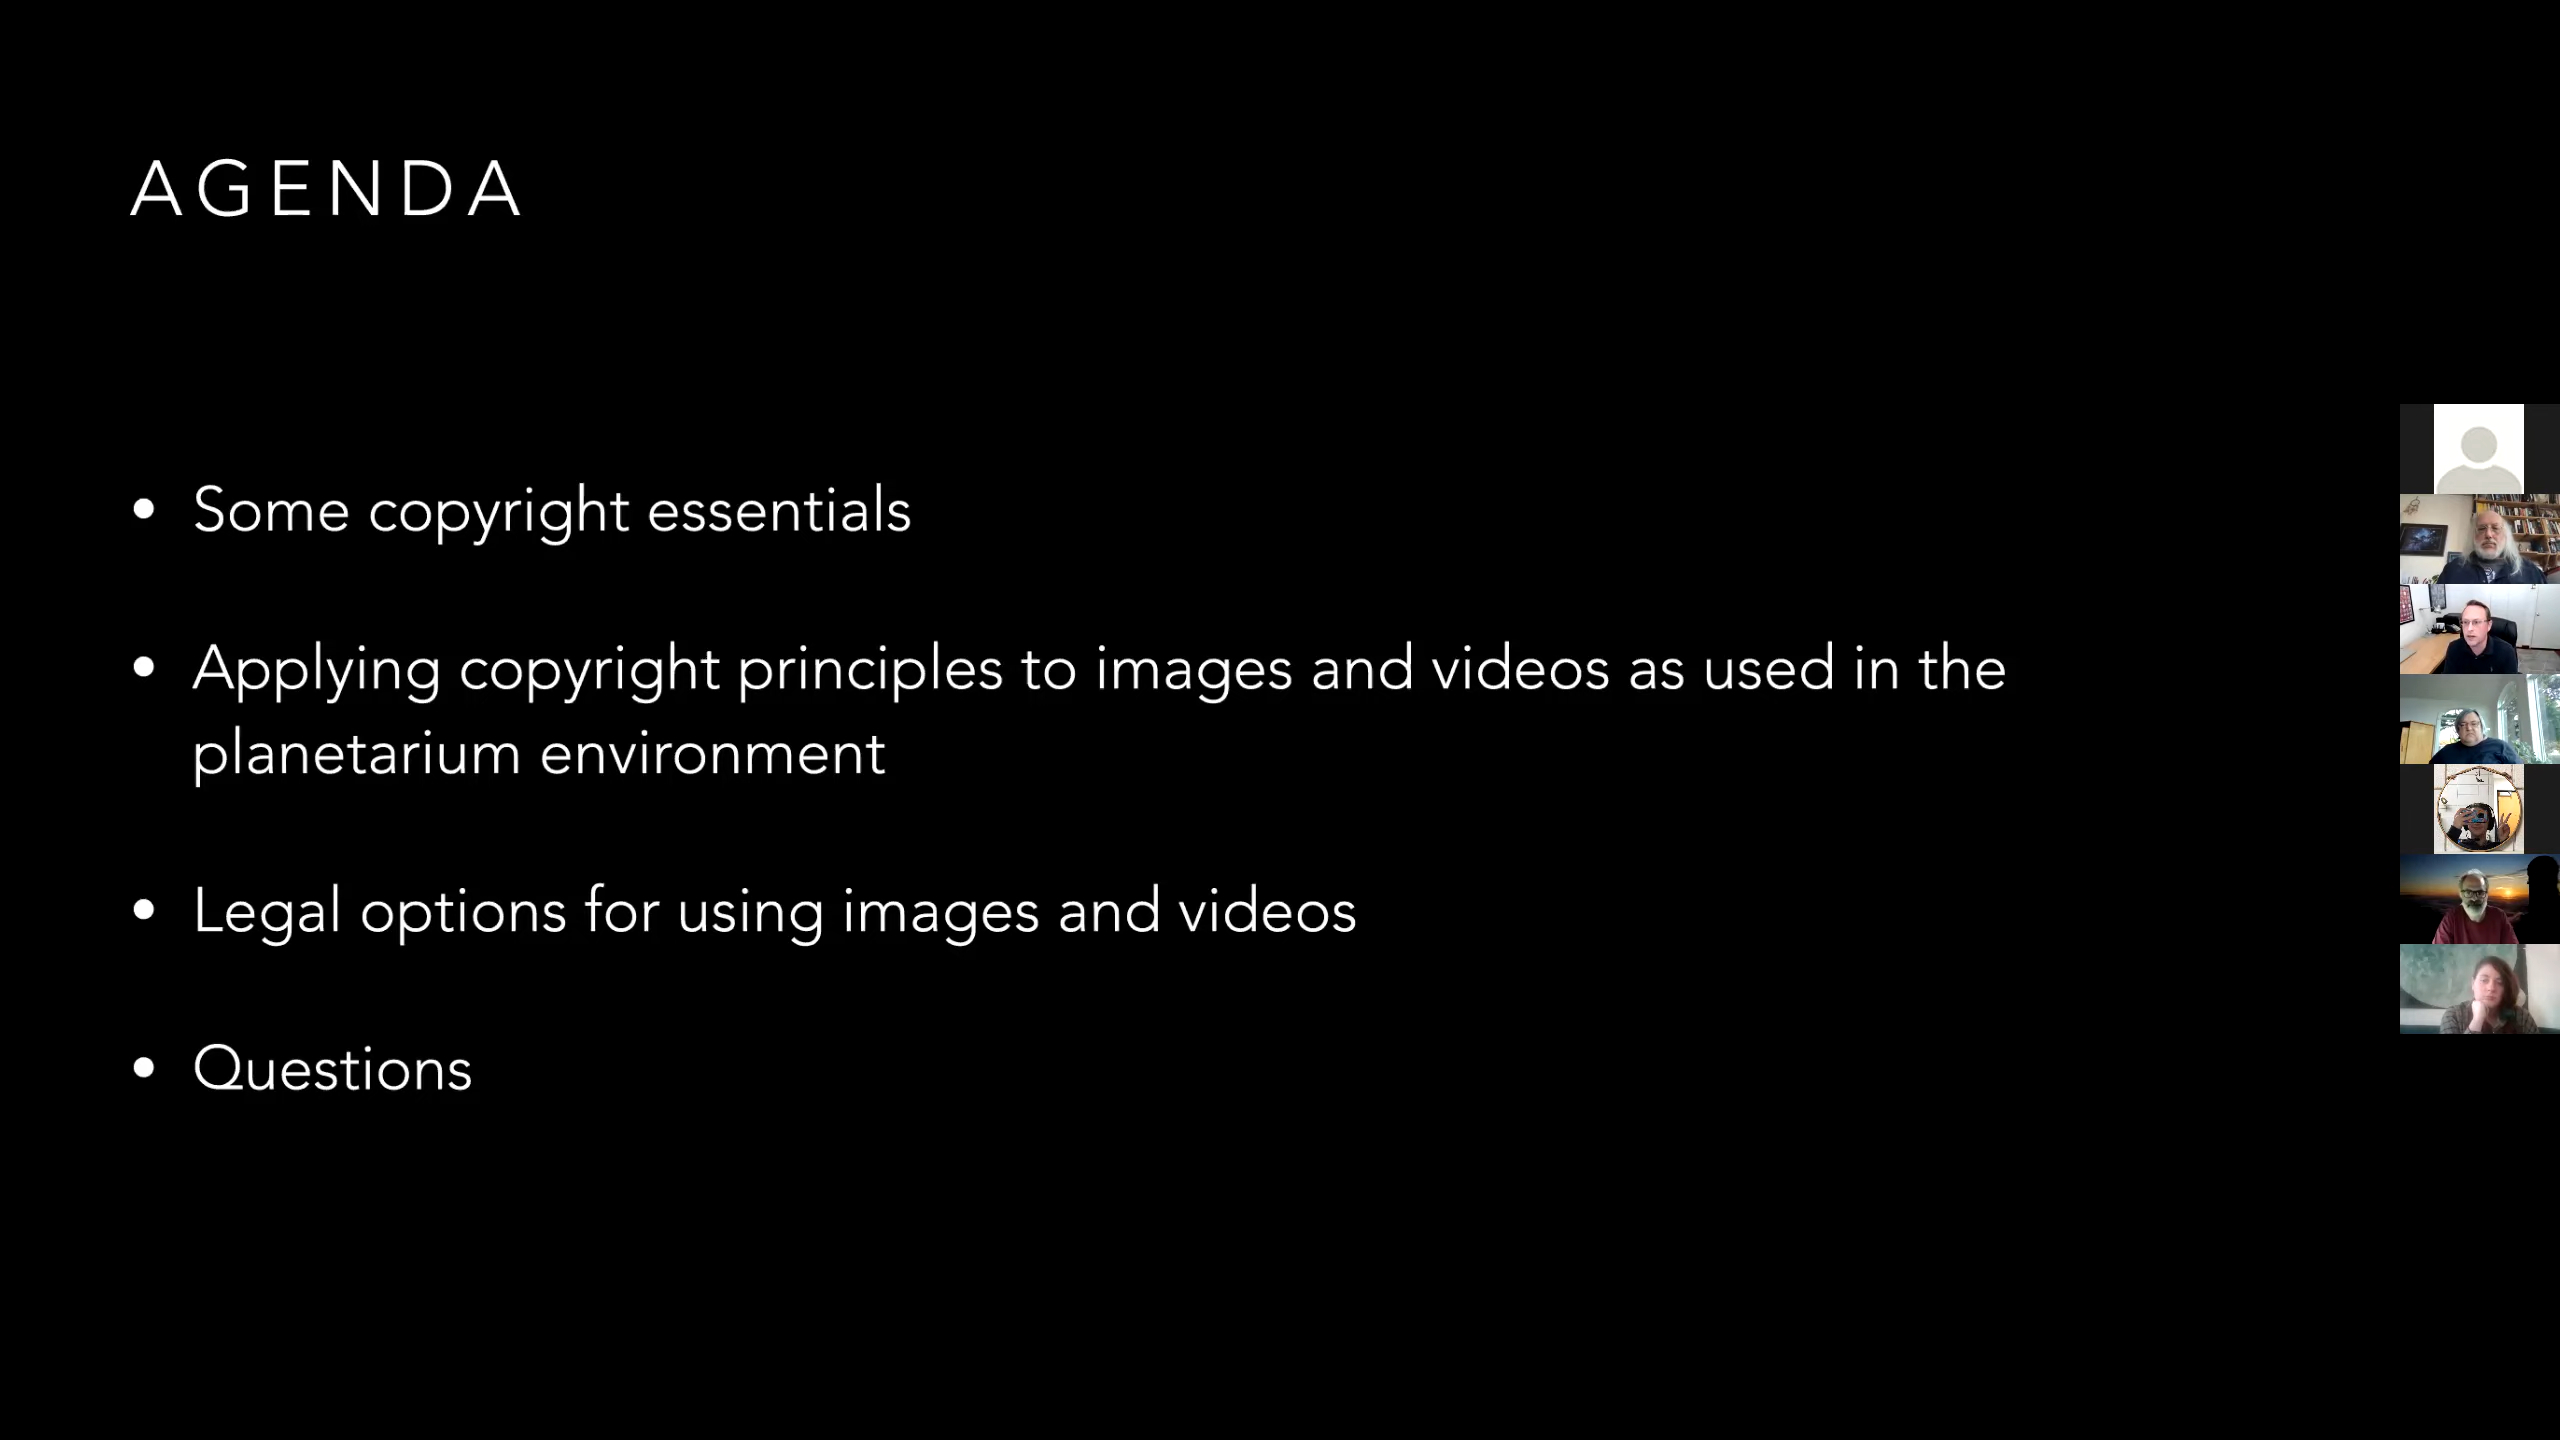 AGENDA
• Some copyright essentials
• Applying copyright principles to images and videos as used in the
planetarium environment
• Legal options for using images and videos
• Questions